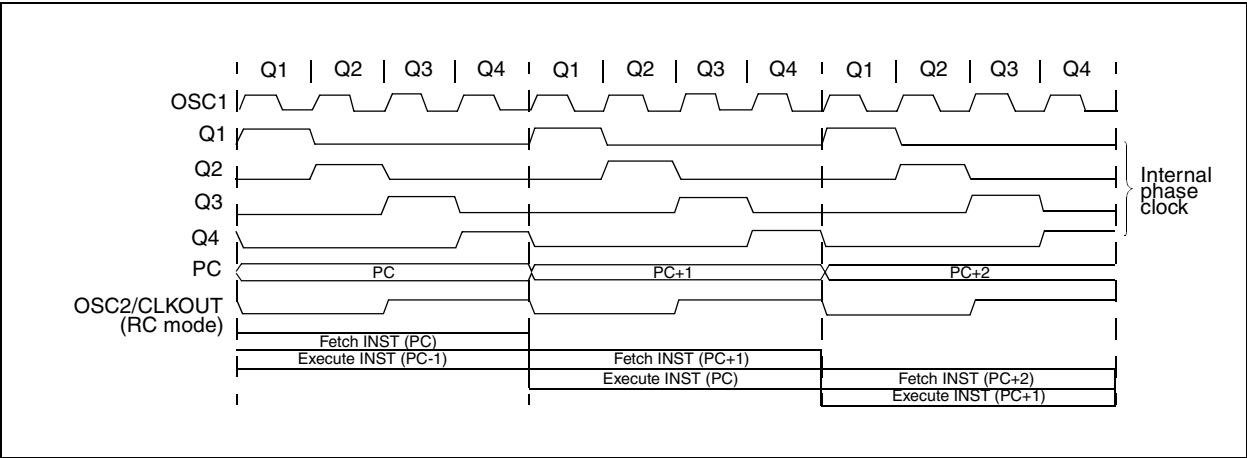 Q1 | Q2 | Q3 | Q4 | Q1 | Q2 | Q3 | Q4 | Q1 | Q2 | Q3 | Q4
OSC1
Q1
Q2
Q3
Q4
PC
PC PC+1 PC+2
OSC2/CLKOUT
(RC mode)
Internal
phase
clock
Fetch INST (PC)
Execute INST (PC-1) Fetch INST (PC+1)
Execute INST (PC) Fetch INST (PC+2)
Execute INST (PC+1)